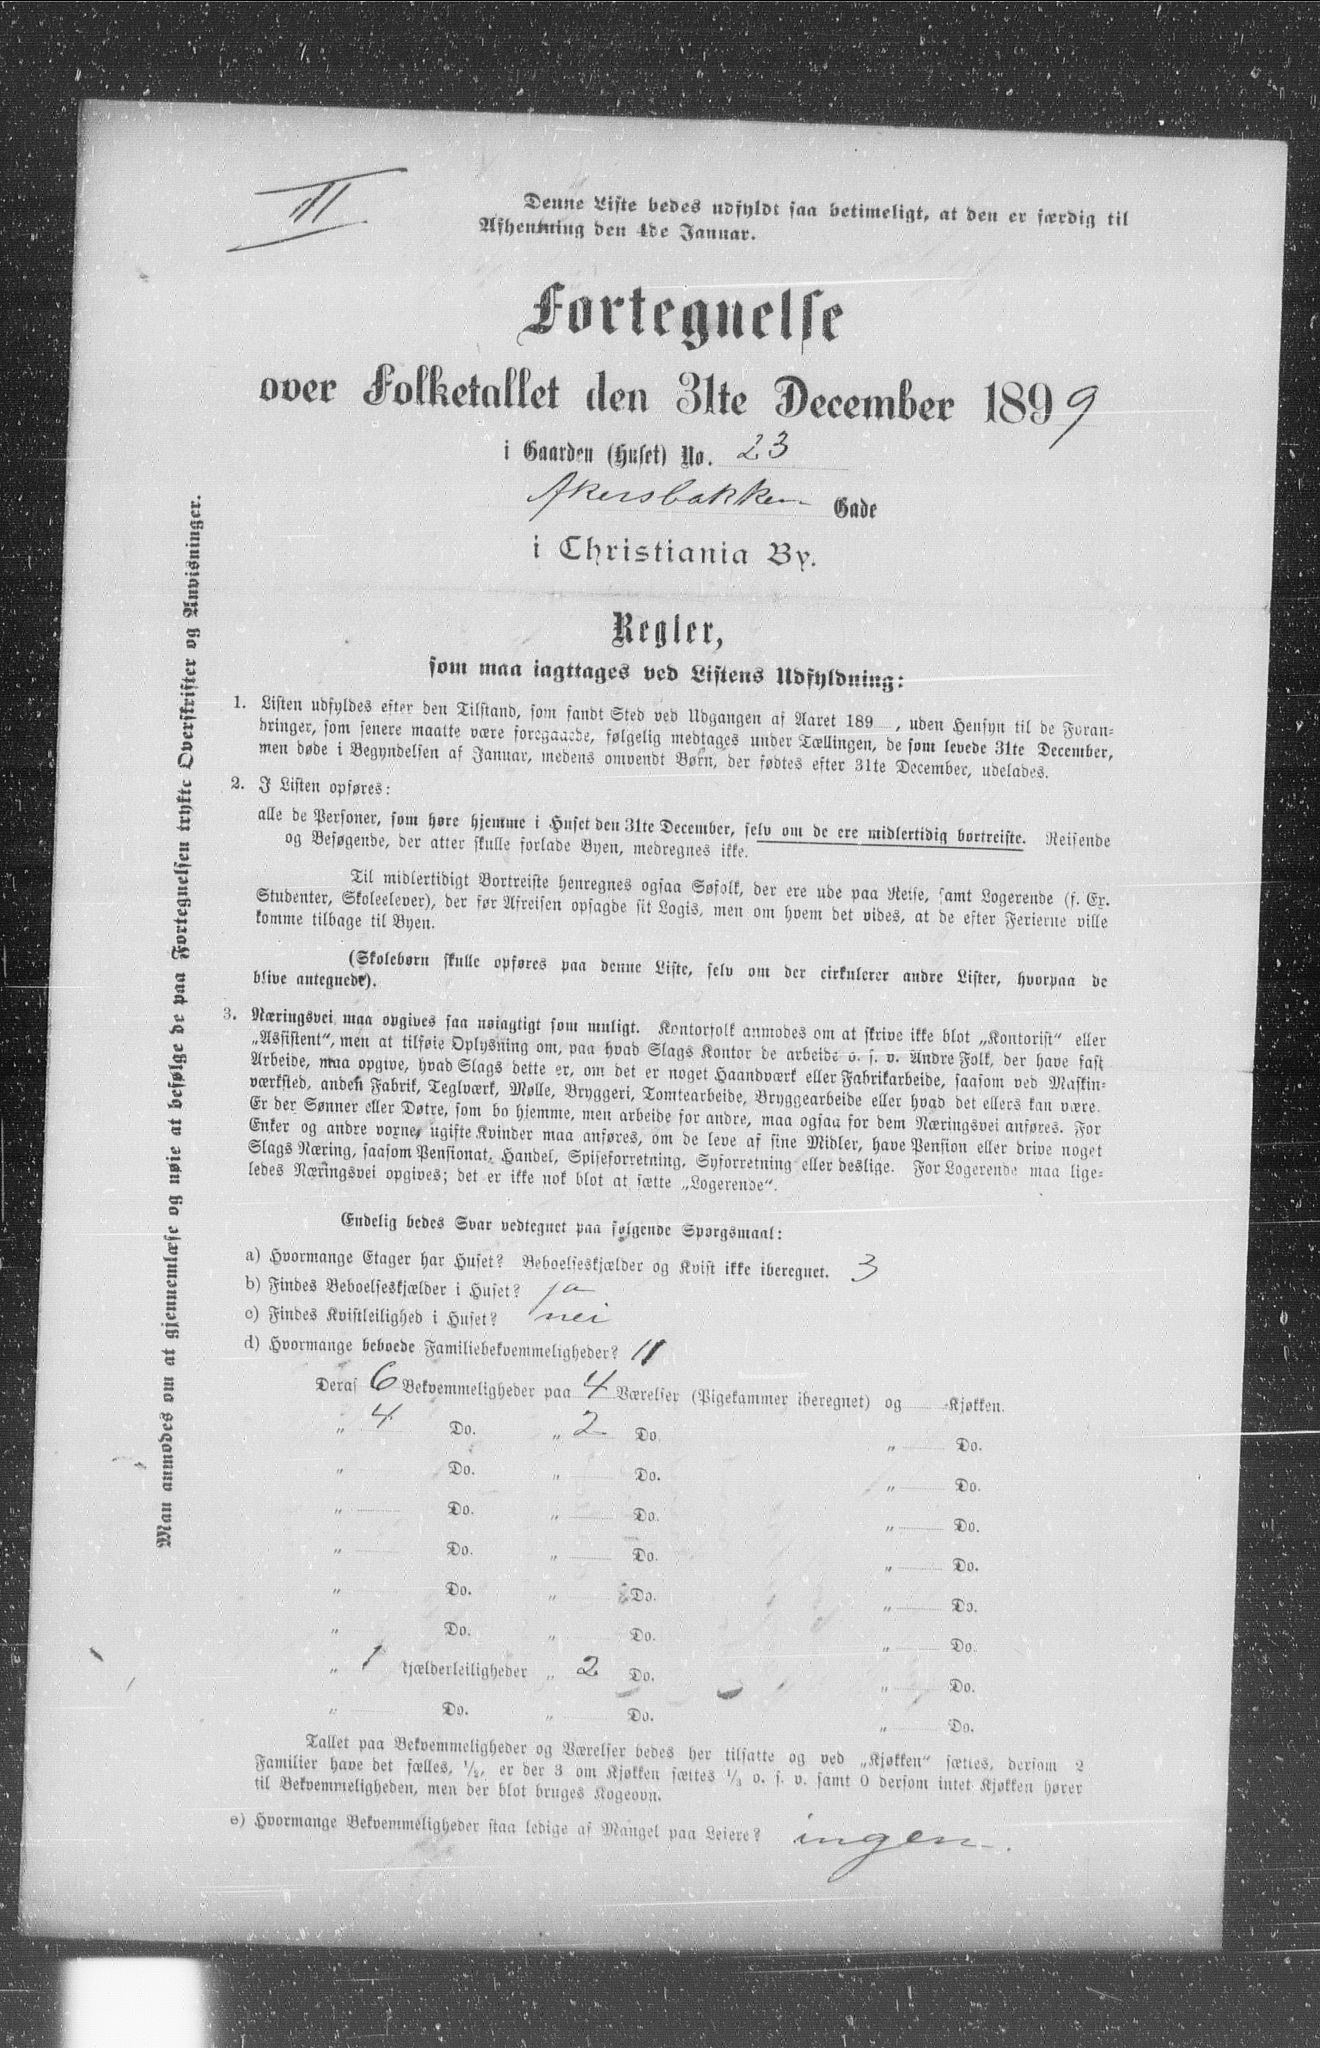 II
Denne Liste bedes udfyldt saa betimeligt, at den er færdig til
Afhentning den 4de Januar.
Fortegnelse
over Folketallet den 31te December 1899
i Gaarden (Huset) No. 23
Akersbakken Gade
i Christiania By.
Regler,
som maa iagttages ved Listens Udfyldning:
1. Listen udfyldes efter den Tilstand, som fandt Sted ved Udgangen af Aaret 189 , uden Hensyn til de Foran-
dringer, som senere maatte være foregaaede, følgelig medtages under Tællingen, de som levede 31te December,
men døde i Begyndelsen af Januar, medens omvendt Børn, der fødtes efter 31te December, udelades.
2. I Listen opføres:
alle de Personer, som høre hjemme i Huset den 31te December, selv om de ere midlertidig bortreiste. Reisende
og Besøgende, der atter skulle forlade Byen, medregnes ikke.
Til midlertidigt Bortreiste henregnes ogsaa Søfolk, der ere ude paa Reise, samt Logerende (f. Ex.
Studenter, Skoleelever), der før Afreisen opsagde sit Logis, men om hvem det vides, at de efter Ferierne ville
komme tilbage til Byen.
(Skolebørn skulle opføres paa denne Liste, selv om der cirkulerer andre Lister, hvorpaa de
blive antegnede).
3. Næringsvei maa opgives saa nøiagtigt som muligt. Kontorfolk anmodes om at skrive ikke blot „Kontorist“ eller
„Assistent“, men at tilføie Oplysning om, paa hvad Slags Kontor de arbeide o. s. v. Andre Folk, der have fast
Arbeide, maa opgive, hvad Slags dette er, om det er noget Haandværk eller Fabrikarbeide, saasom ved Maskin-
værksted, anden Fabrik, Teglværk, Mølle, Bryggeri, Tomtearbeide, Bryggearbeide eller hvad det ellers kan være.
Er der Sønner eller Døtre, som bo hjemme, men arbeide for andre, maa ogsaa for dem Næringsvei anføres. For
Enker og andre voxne, ugifte Kvinder maa anføres, om de leve af sine Midler, have Pension eller drive noget
Slags Næring, saasom Pensionat, Handel, Spiseforretning, Syforretning eller deslige. For Logerende maa lige-
ledes Næringsvei opgives; det er ikke nok blot at sætte „Logerende“.
Endelig bedes Svar vedtegnet paa følgende Spørgsmaal:
a) Hvormange Etager har Huset? Beboelseskjælder og Kvist ikke iberegnet. 3
b) Findes Beboelseskjælder i Huset? ja
c) Findes Kvistleilighed i Huset? nei
d) Hvormange beboede Familiebekvemmeligheder? 11
Deraf 6 Bekvemmeligheder paa 4 Værelser (Pigekammer iberegnet) og Kjøkken.
„ 4 Do. „ 2 Do. „ Do.
„ Do. „ Do. „ Do.
„ Do. „ Do. „ Do.
„ Do. „ Do. „ Do.
„ Do. „ Do. „ Do.
„ Do. „ Do. „ Do.
„ 1 Kjælderleiligheder „ 2 Do. „ Do.
„ Do. „ Do. „ Do.
Tallet paa Bekvemmeligheder og Værelser bedes her tilsatte og ved „Kjøkken“ sættes, dersom 2
Familier have det fælles, 1/2, er der 3 om Kjøkken sættes 1/3 o. s. v. samt 0 dersom intet Kjøkken hører
til Bekvemmeligheden, men der blot bruges Kogeovn.
e) Hvormange Bekvemmeligheder staa ledige af Mangel paa Leiere? ingen.
Man anmodes om at gjennemlæse og nøie at befølge de paa Fortegnelsen trykte Overskrifter og Anvisninger.